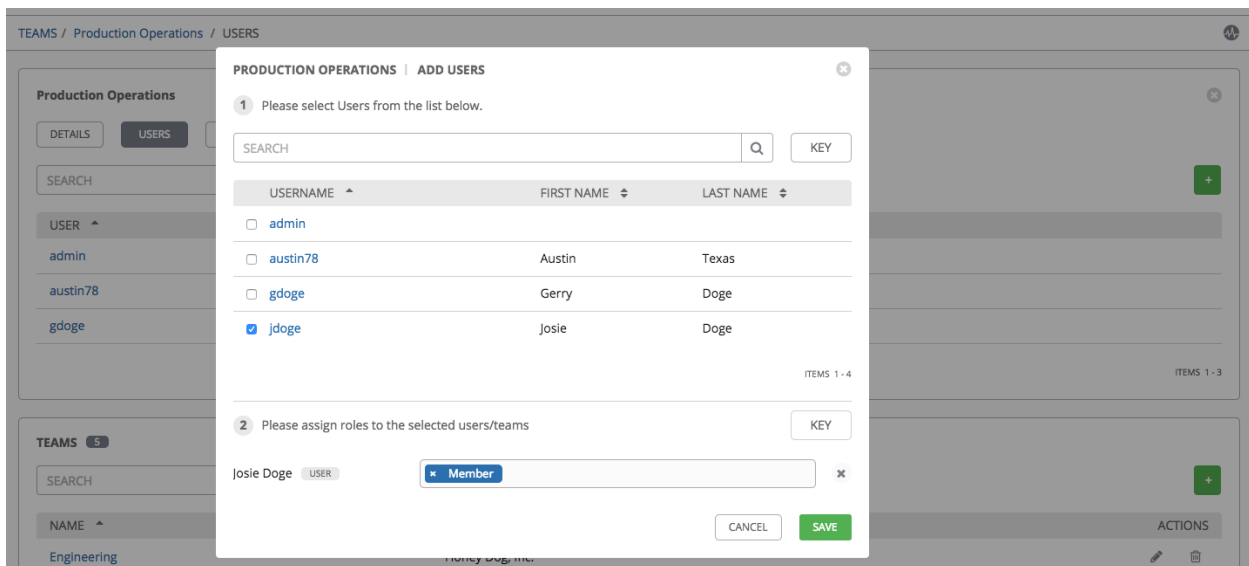 TEAMS / Production Operations / USERS
Production Operations
DETAILS
USERS
SEARCH
USER
admin
austin78
gdoge
ITEMS 1 - 3
PRODUCTION OPERATIONS | ADD USERS
1 Please select Users from the list below.
SEARCH KEY
USERNAME FIRST NAME LAST NAME
admin
austin78 Austin Texas
gdoge Gerry Doge
jdoge Josie Doge
ITEMS 1 - 4
2 Please assign roles to the selected users/teams KEY
Josie Doge USER × Member
CANCEL SAVE
TEAMS 5
SEARCH
NAME ACTIONS
Engineering Honey Dog, Inc.